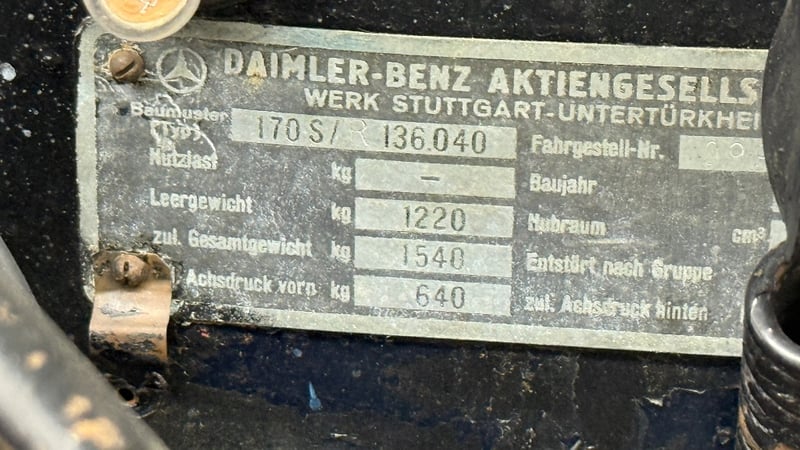 DAIMLER-BENZ AKTIENGESELLS
WERK STUTTGART-UNTERTÜRKHEI
Baumuster (Typ) 170 S/ 136.040 Fahrgestell-Nr.
Nutzlast kg – Baujahr
Leergewicht kg 1220 Hubraum cm³
zul. Gesamtgewicht kg 1540 Entstört nach Gruppe
Achsdruck vorn kg 640 zul. Achsdruck hinten